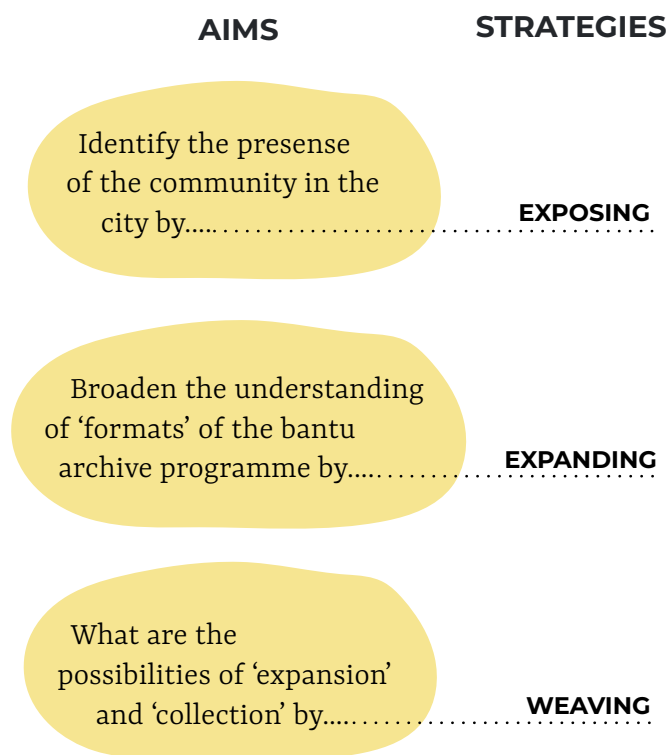 AIMS STRATEGIES
Identify the presense
of the community in the
city by..... EXPOSING
Broaden the understanding
of ‘formats’ of the bantu
archive programme by..... EXPANDING
What are the
possibilities of ‘expansion’
and ‘collection’ by..... WEAVING